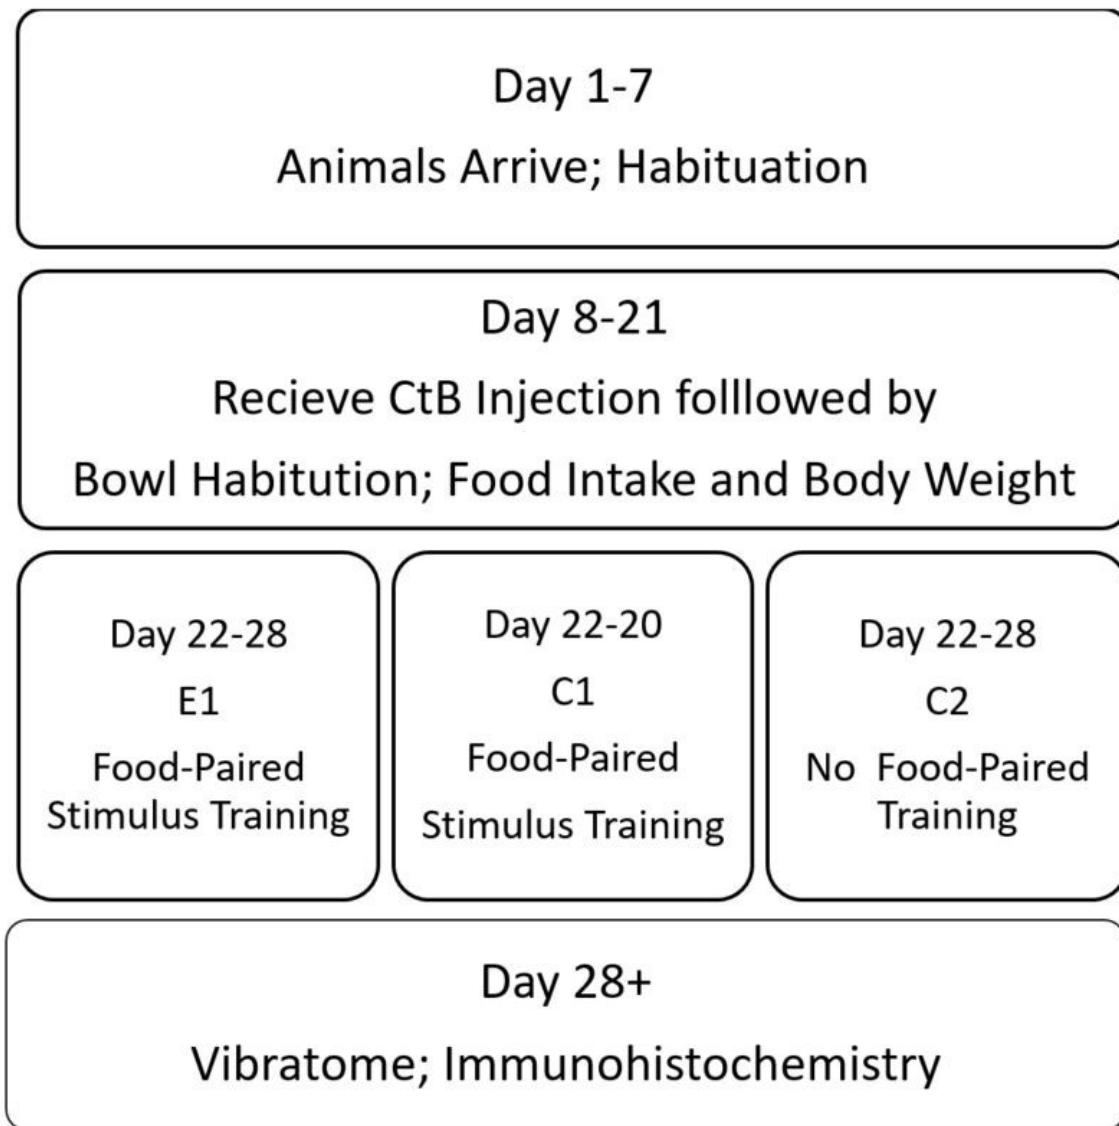 Day 1-7
Animals Arrive; Habituation
Day 8-21
Recieve CtB Injection folllowed by
Bowl Habitution; Food Intake and Body Weight
Day 22-28
E1
Food-Paired
Stimulus Training
Day 22-20
C1
Food-Paired
Stimulus Training
Day 22-28
C2
No Food-Paired
Training
Day 28+
Vibratome; Immunohistochemistry